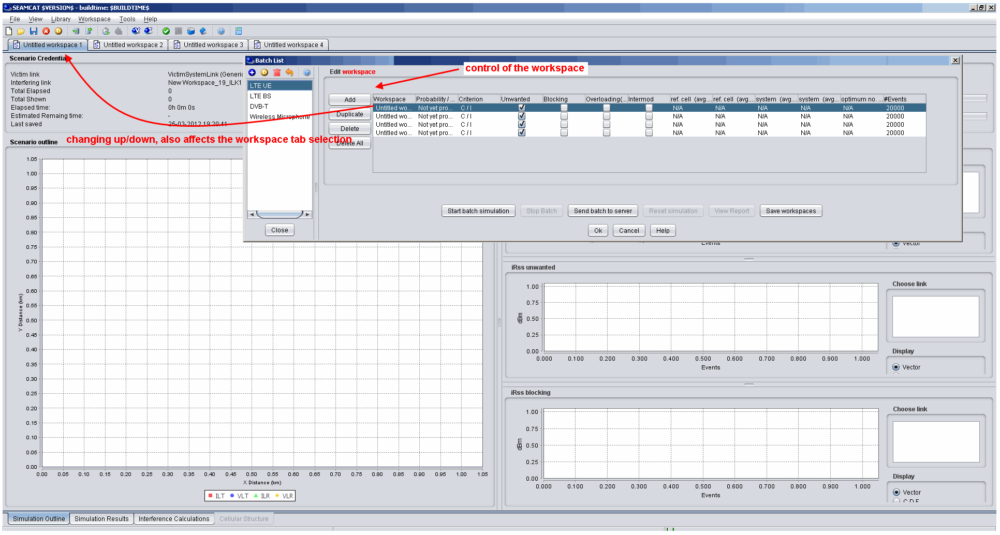 SEAMCAT $VERSION$ - buildtime: $BUILDTIME$
File View Library Workspace Tools Help
Untitled workspace 1 Untitled workspace 2 Untitled workspace 3 Untitled workspace 4
Scenario Credentia
Victim link VictimSystemLink (Generic
Interfering link New Workspace_19_ILK1
Total Elapsed 0
Total Shown 0
Elapsed time: 0h 0m 0s
Estimated Remaing time: -
Last saved 25-03-2012 19:20:41
Scenario outline
changing up/down, also affects the workspace tab selection
control of the workspace
Batch List
LTE UE
LTE BS
DVB-T
Wireless Microphone
Close
Edit workspace
Add
Duplicate
Delete
Delete All
Workspace Probability / ... Criterion Unwanted Blocking Overloading(... Intermod ref. cell (avg.... ref. cell (avg.... system (avg.... system (avg.... optimum no. ... #Events
Untitled wo... Not yet pro... C / I N/A N/A N/A N/A N/A 20000
Untitled wo... Not yet pro... C / I N/A N/A N/A N/A N/A 20000
Untitled wo... Not yet pro... C / I N/A N/A N/A N/A N/A 20000
Untitled wo... Not yet pro... C / I N/A N/A N/A N/A N/A 20000
Start batch simulation Stop Batch Send batch to server Reset simulation View Report Save workspaces
Ok Cancel Help
1.05
1.00
0.95
0.90
0.85
0.80
0.75
0.70
0.65
0.60
0.55
0.50
0.45
0.40
0.35
0.30
0.25
0.20
0.15
0.10
0.05
0.00
Y Distance (km)
0.00 0.05 0.10 0.15 0.20 0.25 0.30 0.35 0.40 0.45 0.50 0.55 0.60 0.65 0.70 0.75 0.80 0.85 0.90 0.95 1.00 1.05
X Distance (km)
ILT VLT ILR VLR
Events
Vector
iRss unwanted
1.00
0.75
0.50
0.25
0.00
dBm
0.000 0.100 0.200 0.300 0.400 0.500 0.600 0.700 0.800 0.900 1.000
Events
Choose link
Display
Vector
iRss blocking
1.00
0.75
0.50
0.25
0.00
dBm
0.000 0.100 0.200 0.300 0.400 0.500 0.600 0.700 0.800 0.900 1.000
Events
Choose link
Display
Vector
C.D.F
Simulation Outline Simulation Results Interference Calculations Cellular Structure